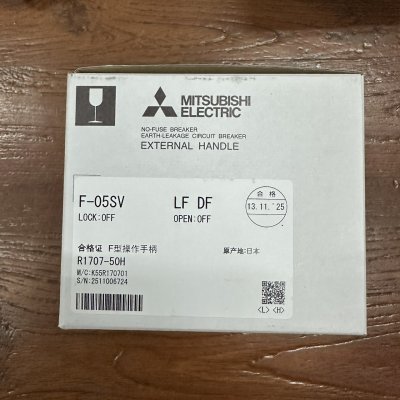 MITSUBISHI
ELECTRIC
NO-FUSE BREAKER
EARTH-LEAKAGE CIRCUIT BREAKER
EXTERNAL HANDLE
F-05SV LF DF
LOCK:OFF OPEN:OFF
合格
13.11.'25
合格证 F型操作手柄 原产地:日本
R1707-50H
M/C:K55R170701
S/N:2511006724
<L> <H>